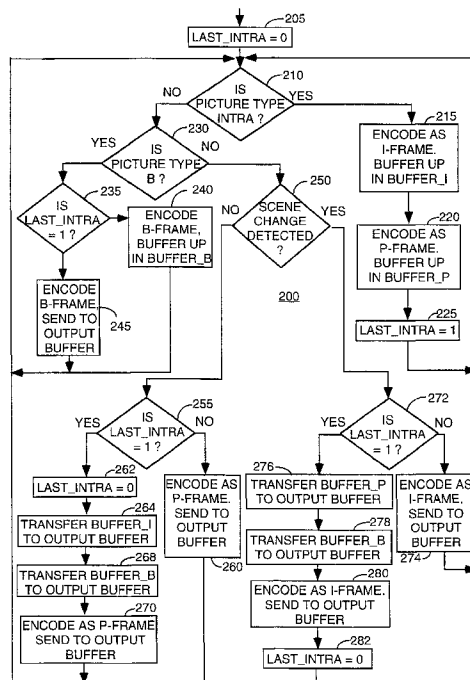 205
LAST_INTRA = 0
210
NO
IS
PICTURE TYPE
INTRA ?
YES
215
ENCODE AS
I-FRAME.
BUFFER UP
IN BUFFER_I
230
YES
IS
PICTURE TYPE
B ?
NO
220
ENCODE AS
P-FRAME.
BUFFER UP
IN BUFFER_P
225
LAST_INTRA = 1
235
IS
LAST_INTRA
= 1 ?
240
ENCODE
B-FRAME,
BUFFER UP
IN BUFFER_B
ENCODE
B-FRAME,
SEND TO
OUTPUT
BUFFER
245
250
NO
SCENE
CHANGE
DETECTED
?
YES
200
255
YES
IS
LAST_INTRA
= 1 ?
NO
262
LAST_INTRA=0
264
TRANSFER BUFFER_I
TO OUTPUT BUFFER
268
TRANSFER BUFFER_B
TO OUTPUT BUFFER
270
ENCODE AS P-FRAME
SEND TO OUTPUT
BUFFER
ENCODE AS
P-FRAME.
SEND TO
OUTPUT
BUFFER
260
272
YES
IS
LAST_INTRA
= 1 ?
NO
276
TRANSFER BUFFER_P
TO OUTPUT BUFFER
278
TRANSFER BUFFER_B
TO OUTPUT BUFFER
280
ENCODE AS I-FRAME.
SEND TO OUTPUT
BUFFER
282
LAST_INTRA = 0
ENCODE AS
I-FRAME.
SEND TO
OUTPUT
BUFFER
274